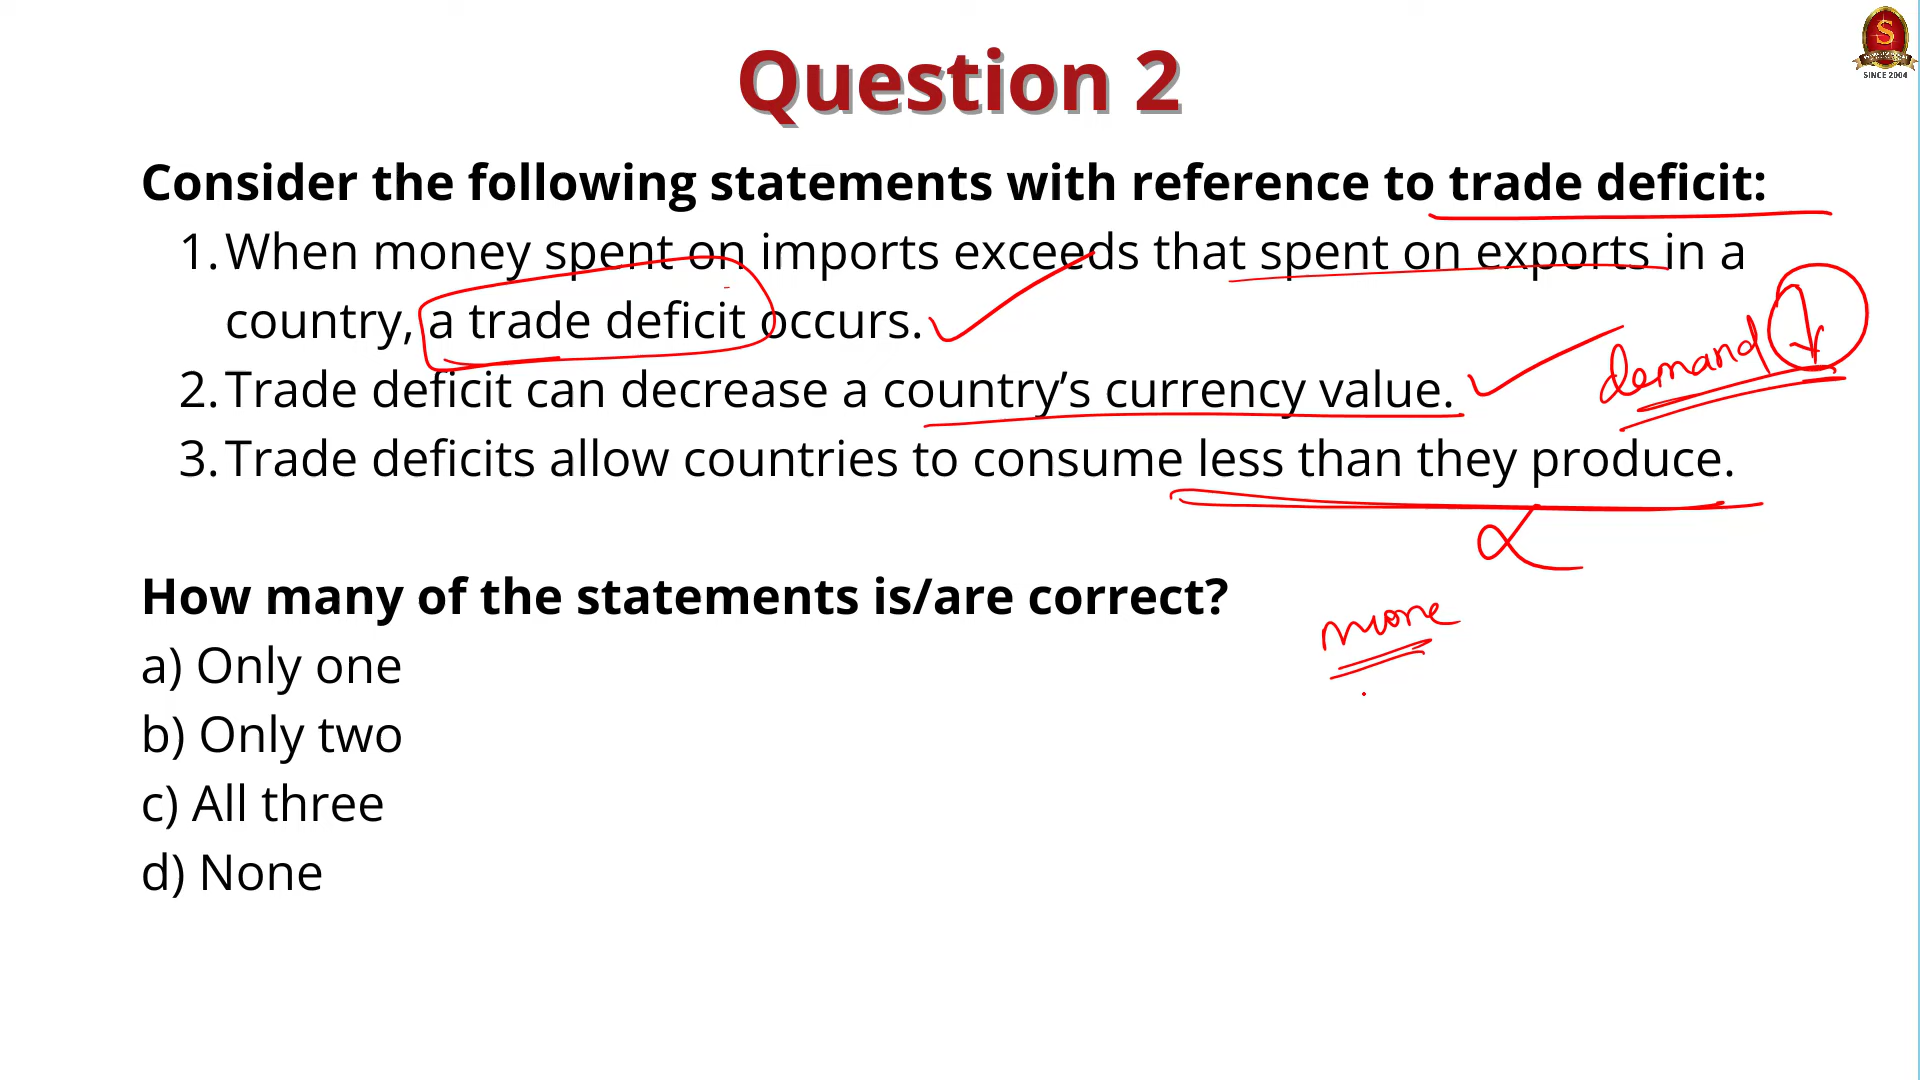 S
SINCE 2004
Question 2
Consider the following statements with reference to trade deficit:
1. When money spent on imports exceeds that spent on exports in a
country, a trade deficit occurs.
demand
2. Trade deficit can decrease a country’s currency value.
3. Trade deficits allow countries to consume less than they produce.
How many of the statements is/are correct?
more
a) Only one
b) Only two
c) All three
d) None